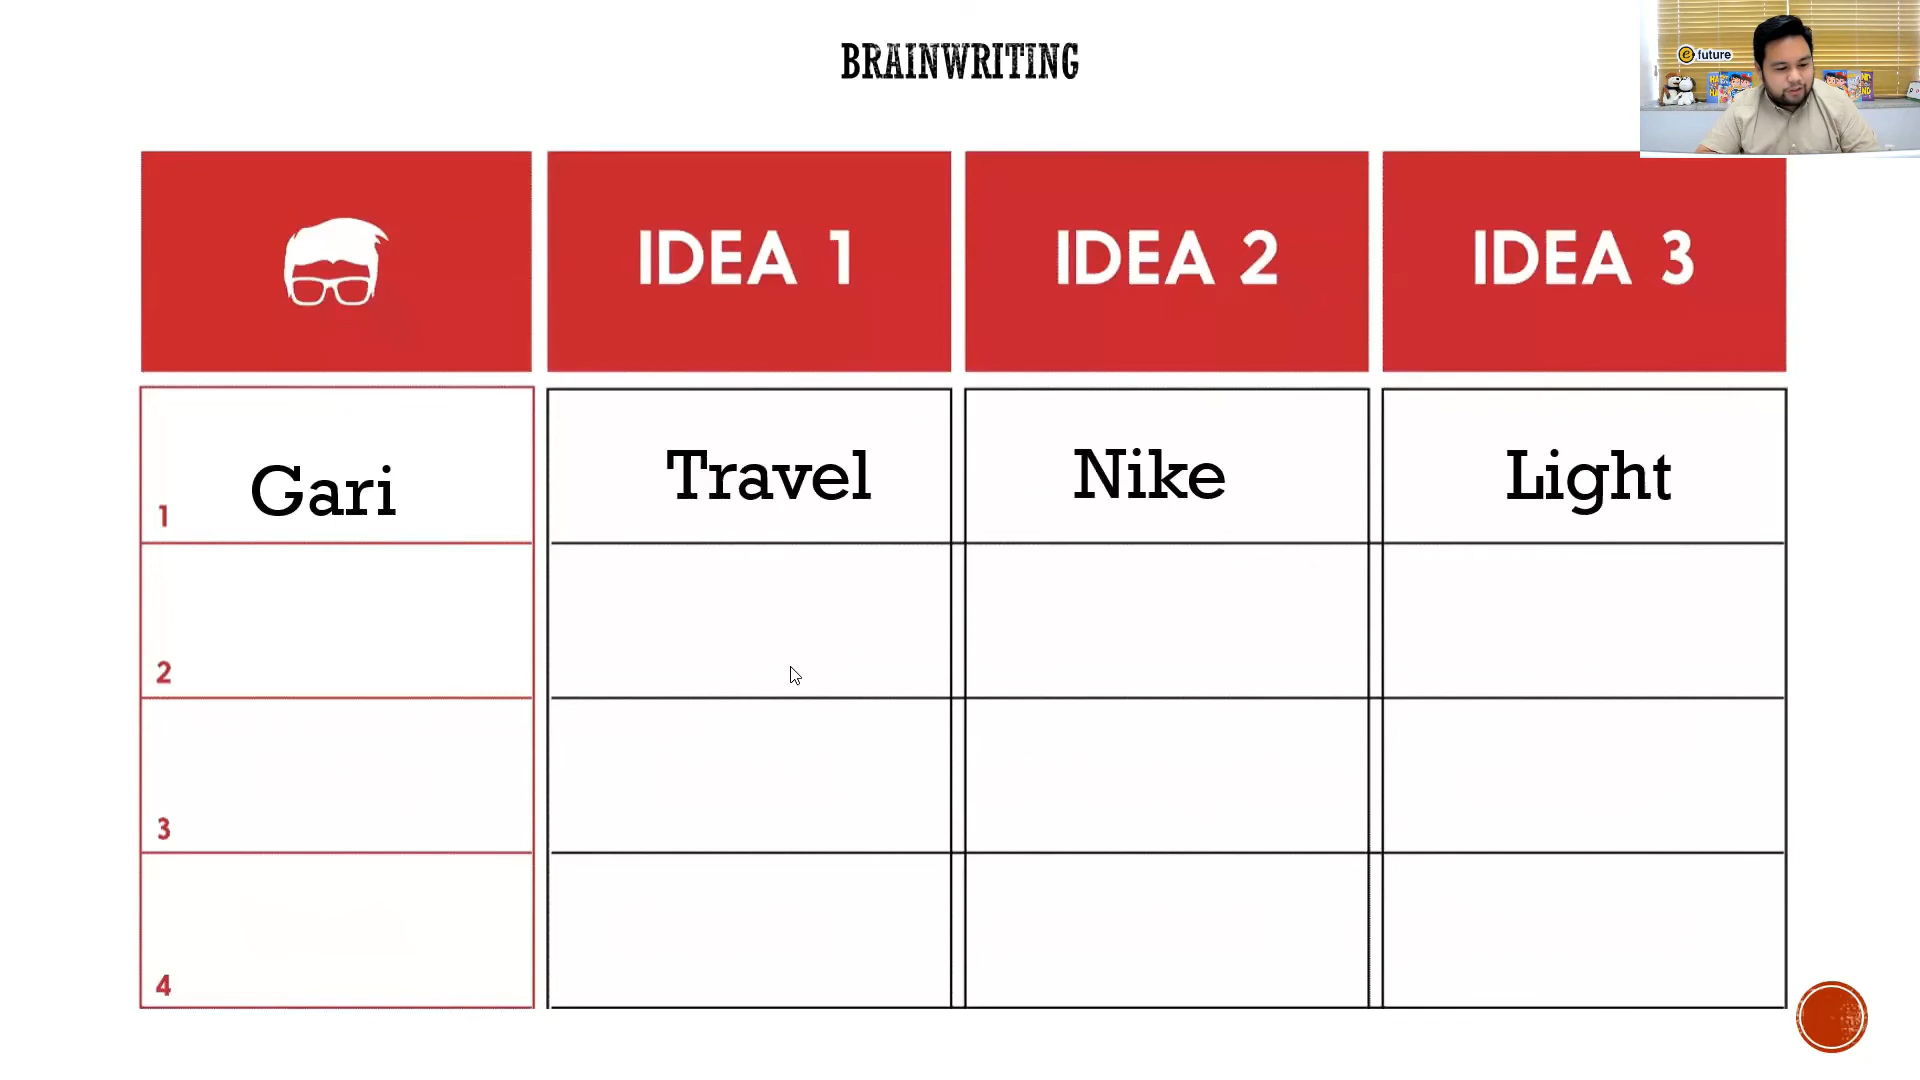 BRAINWRITING
e future
IDEA 1
IDEA 2
IDEA 3
1
Gari
Travel
Nike
Light
2
3
4